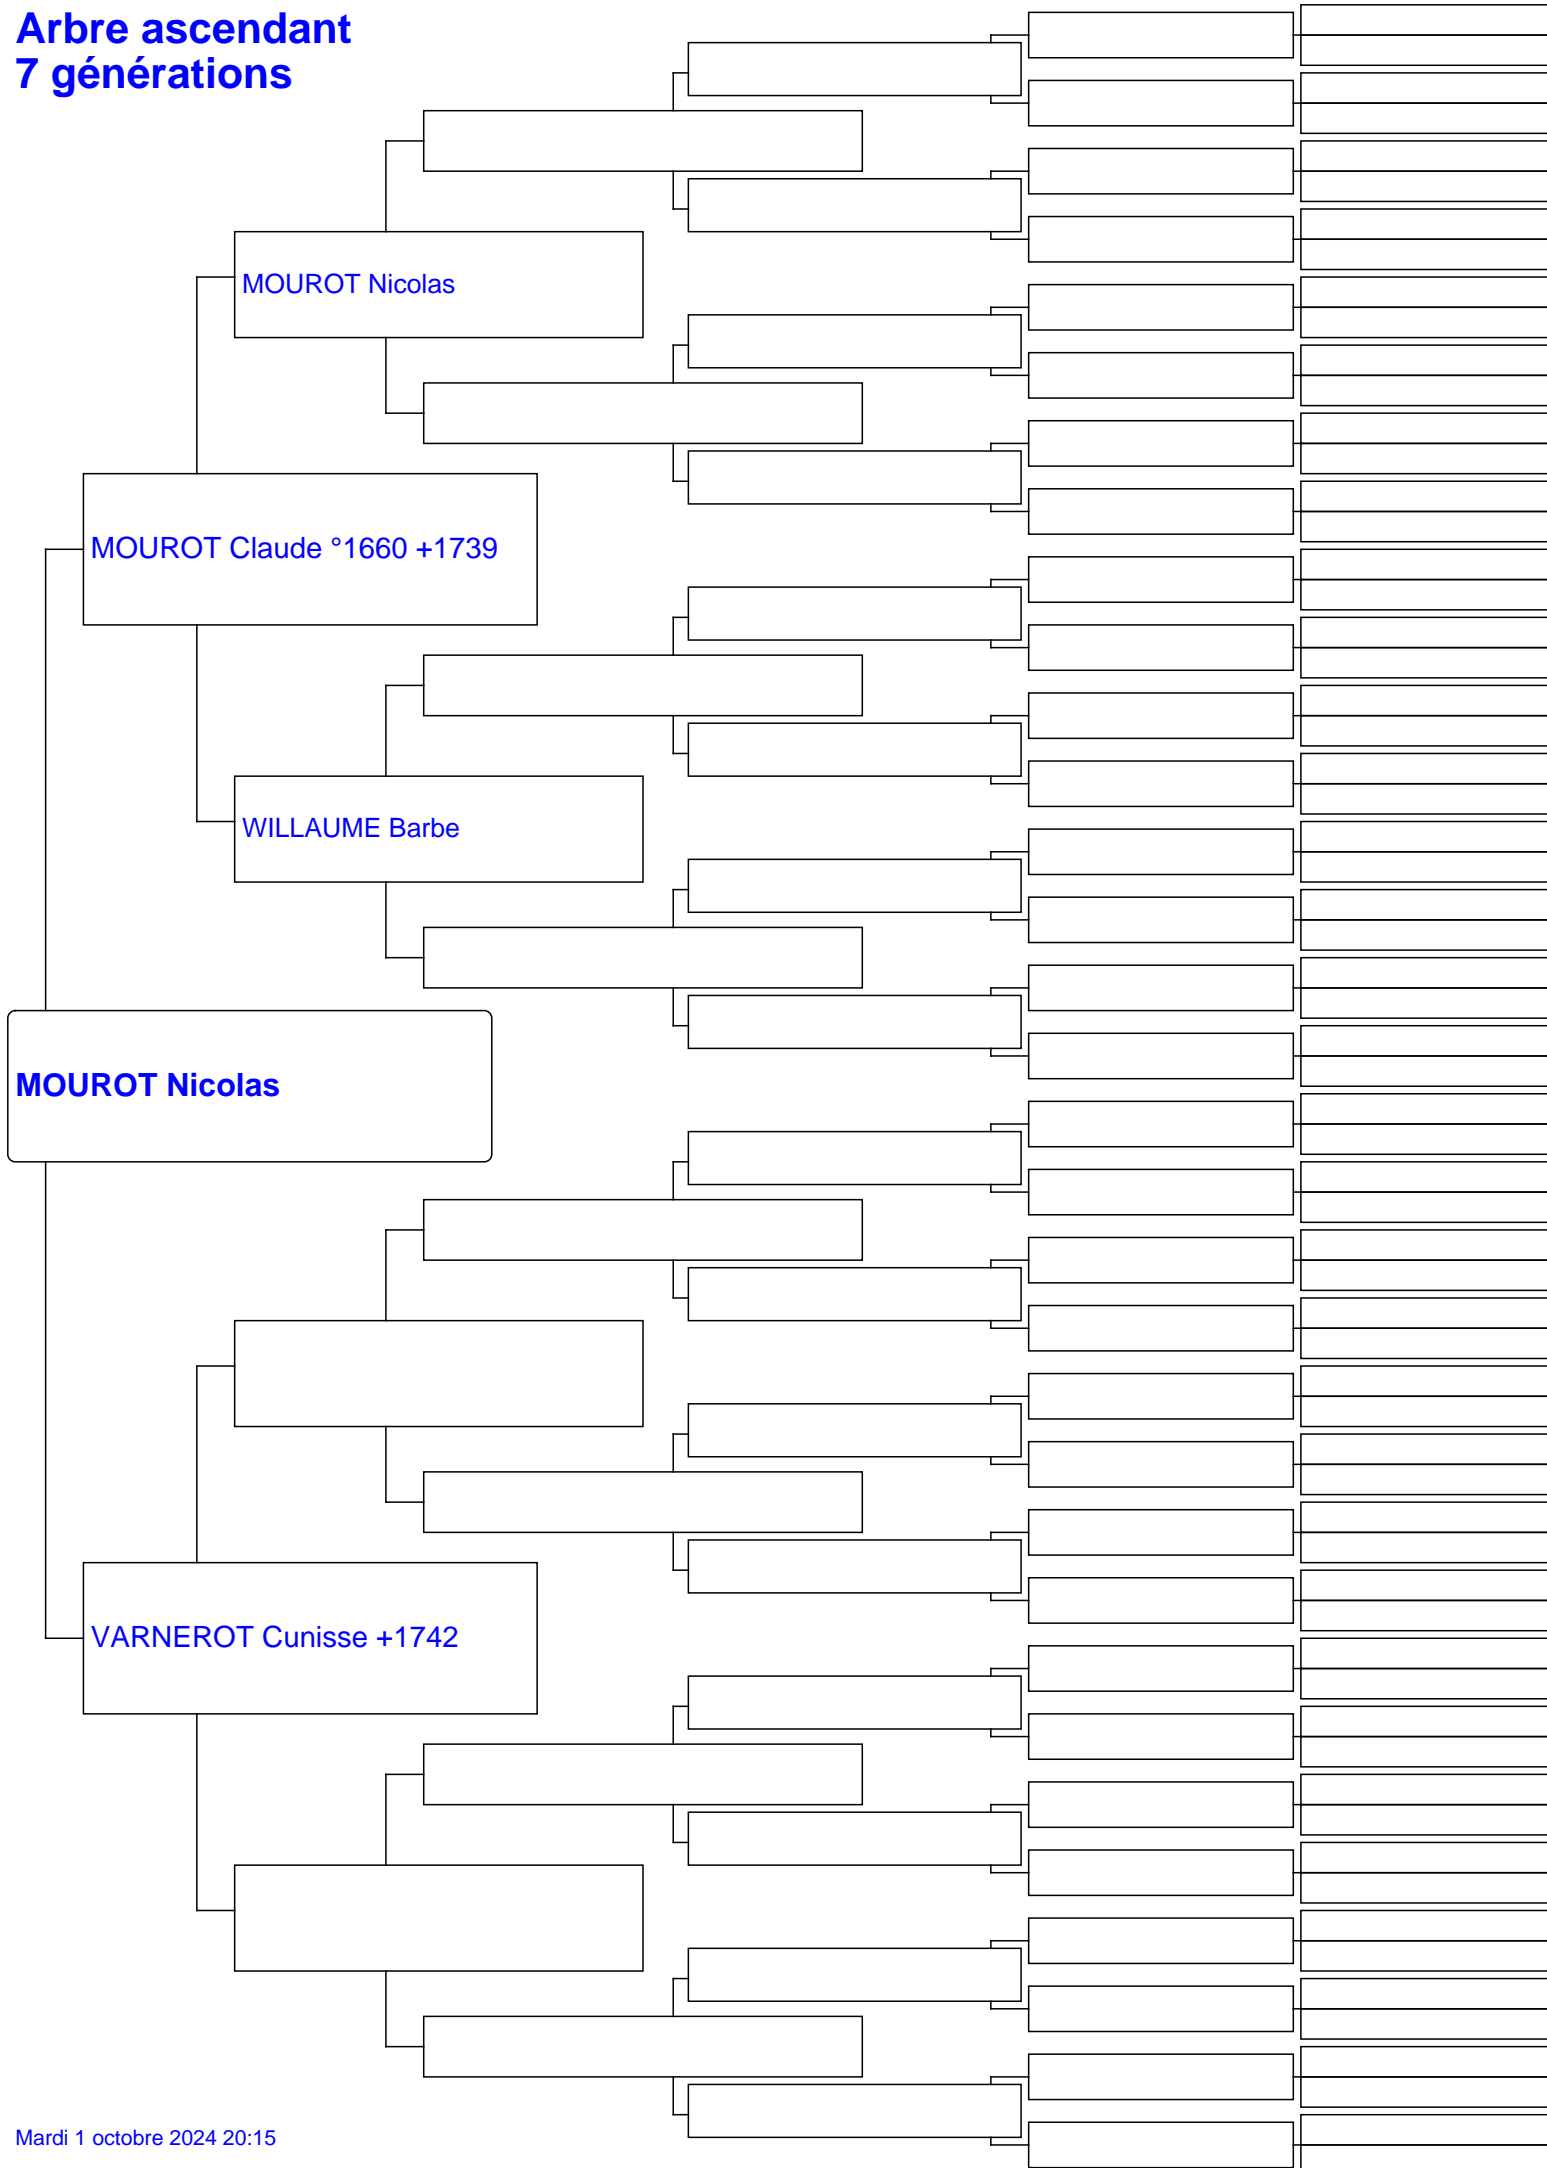 Arbre ascendant
7 générations
MOUROT Nicolas
MOUROT Claude °1660 +1739
WILLAUME Barbe
MOUROT Nicolas
VARNEROT Cunisse +1742
Mardi 1 octobre 2024 20:15